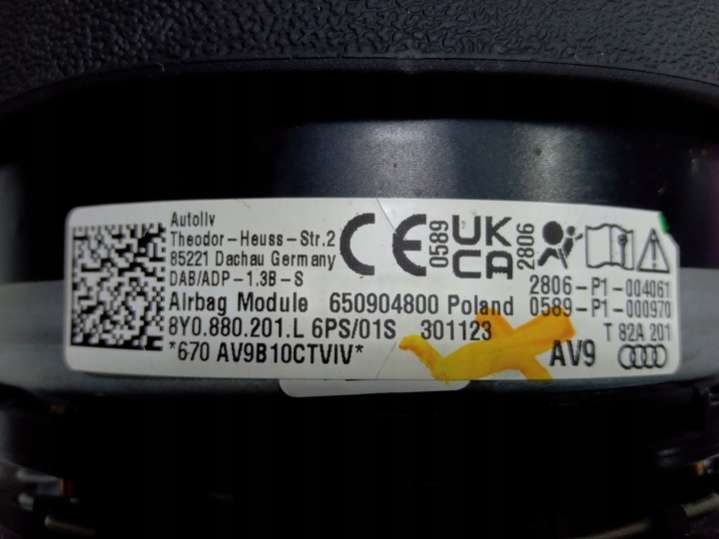 Autoliv
Theodor-Heuss-Str.2
85221 Dachau Germany
DAB/ADP-1.3B-S
CE 0589
UK
CA 2806
2806-P1-004061
Airbag Module 650904800 Poland 0589-P1-000970
8Y0.880.201.L 6PS/01S 301123 T 82A 201
*670 AV9B10CTVIV* AV9